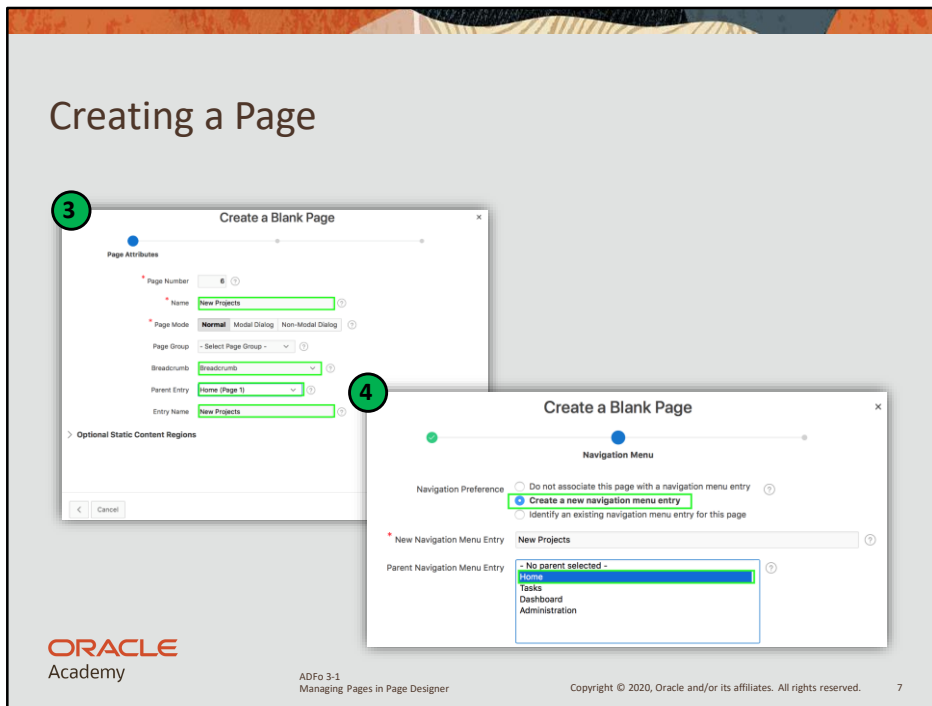 Creating a Page
3
Create a Blank Page ×
Page Attributes
* Page Number 6 ?
* Name New Projects ?
* Page Mode Normal Modal Dialog Non-Modal Dialog ?
Page Group - Select Page Group - ?
Breadcrumb Breadcrumb ?
Parent Entry Home (Page 1) ?
Entry Name New Projects ?
> Optional Static Content Regions
< Cancel
4
Create a Blank Page ×
Navigation Menu
Navigation Preference Do not associate this page with a navigation menu entry ?
Create a new navigation menu entry
Identify an existing navigation menu entry for this page
* New Navigation Menu Entry New Projects ?
Parent Navigation Menu Entry - No parent selected - ?
Home
Tasks
Dashboard
Administration
ORACLE
Academy
ADFo 3-1
Managing Pages in Page Designer
Copyright © 2020, Oracle and/or its affiliates. All rights reserved. 7